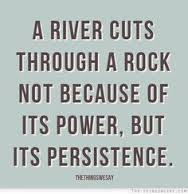 A RIVER CUTS
THROUGH A ROCK
NOT BECAUSE OF
ITS POWER, BUT
ITS PERSISTENCE.
THETHINGSWESAY